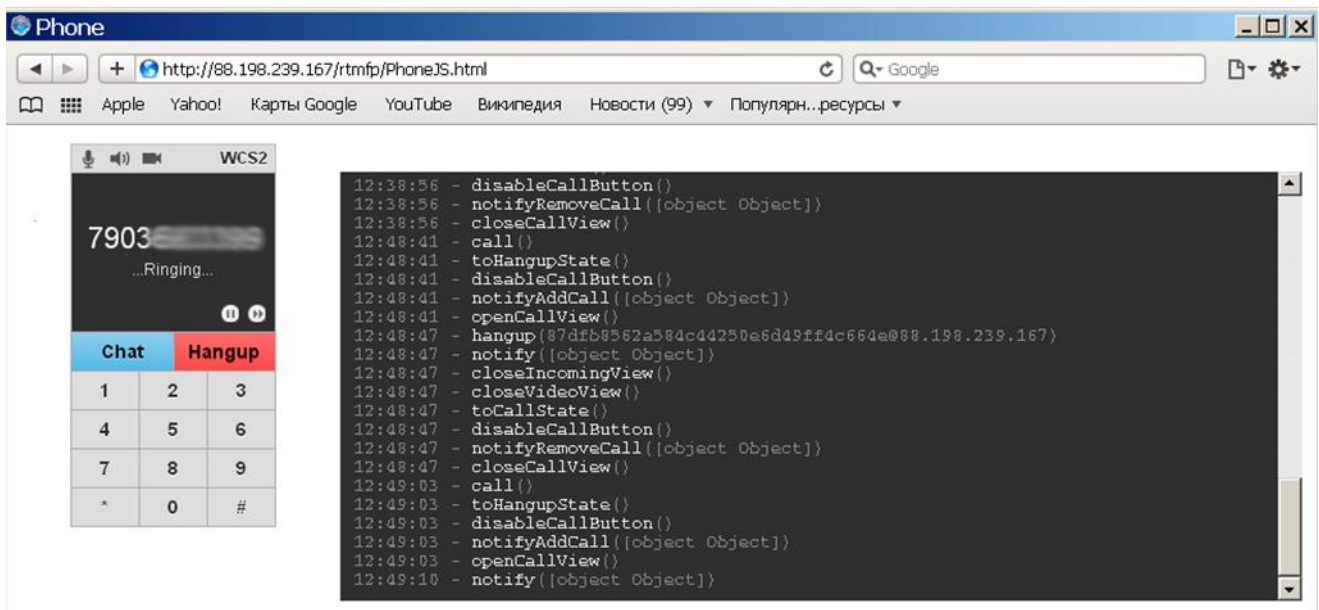 Phone
http://88.198.239.167/rtmfp/PhoneJS.html
Google
Apple Yahoo! Карты Google YouTube Википедия Новости (99) Популярн...ресурсы
WCS2
7903
...Ringing...
Chat Hangup
1 2 3
4 5 6
7 8 9
* 0 #
12:38:56 - disableCallButton()
12:38:56 - notifyRemoveCall([object Object])
12:38:56 - closeCallView()
12:48:41 - call()
12:48:41 - toHangupState()
12:48:41 - disableCallButton()
12:48:41 - notifyAddCall([object Object])
12:48:41 - openCallView()
12:48:47 - hangup(87dfb8562a584c44250e6d49ff4c664e@88.198.239.167)
12:48:47 - notify([object Object])
12:48:47 - closeIncomingView()
12:48:47 - closeVideoView()
12:48:47 - toCallState()
12:48:47 - disableCallButton()
12:48:47 - notifyRemoveCall([object Object])
12:48:47 - closeCallView()
12:49:03 - call()
12:49:03 - toHangupState()
12:49:03 - disableCallButton()
12:49:03 - notifyAddCall([object Object])
12:49:03 - openCallView()
12:49:10 - notify([object Object])